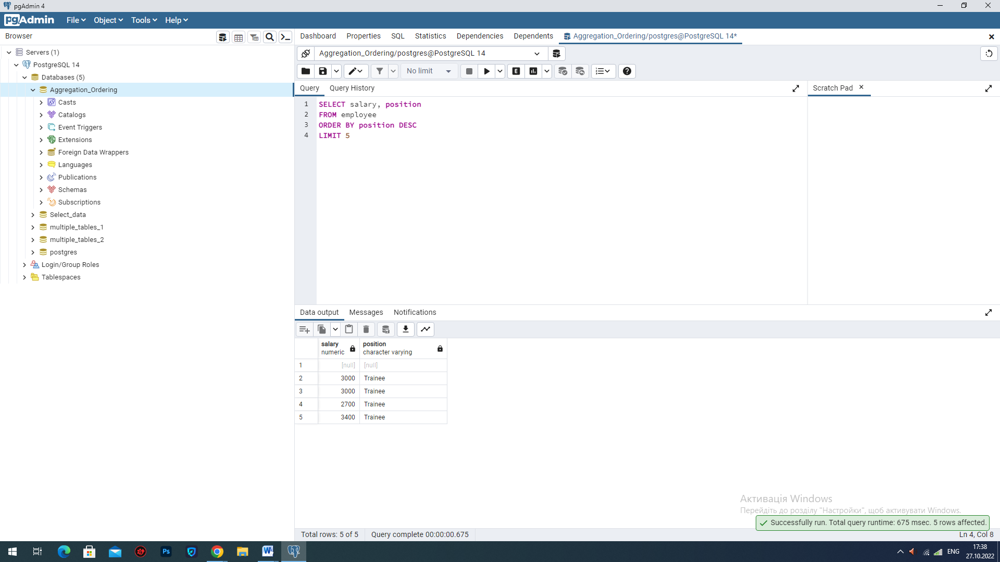 pgAdmin 4
pgAdmin File Object Tools Help
Browser
Dashboard Properties SQL Statistics Dependencies Dependents Aggregation_Ordering/postgres@PostgreSQL 14*
Servers (1)
PostgreSQL 14
Databases (5)
Aggregation_Ordering
Casts
Catalogs
Event Triggers
Extensions
Foreign Data Wrappers
Languages
Publications
Schemas
Subscriptions
Select_data
multiple_tables_1
multiple_tables_2
postgres
Login/Group Roles
Tablespaces
Aggregation_Ordering/postgres@PostgreSQL 14
No limit E
Query Query History
Scratch Pad
1 SELECT salary, position
2 FROM employee
3 ORDER BY position DESC
4 LIMIT 5
Data output Messages Notifications
salary position
numeric character varying
1 [null] [null]
2 3000 Trainee
3 3000 Trainee
4 2700 Trainee
5 3400 Trainee
Активація Windows
Перейдіть до розділу "Настройки", щоб активувати Windows.
Successfully run. Total query runtime: 675 msec. 5 rows affected.
Total rows: 5 of 5 Query complete 00:00:00.675 Ln 4, Col 8
Ps W ENG 17:38
27.10.2022